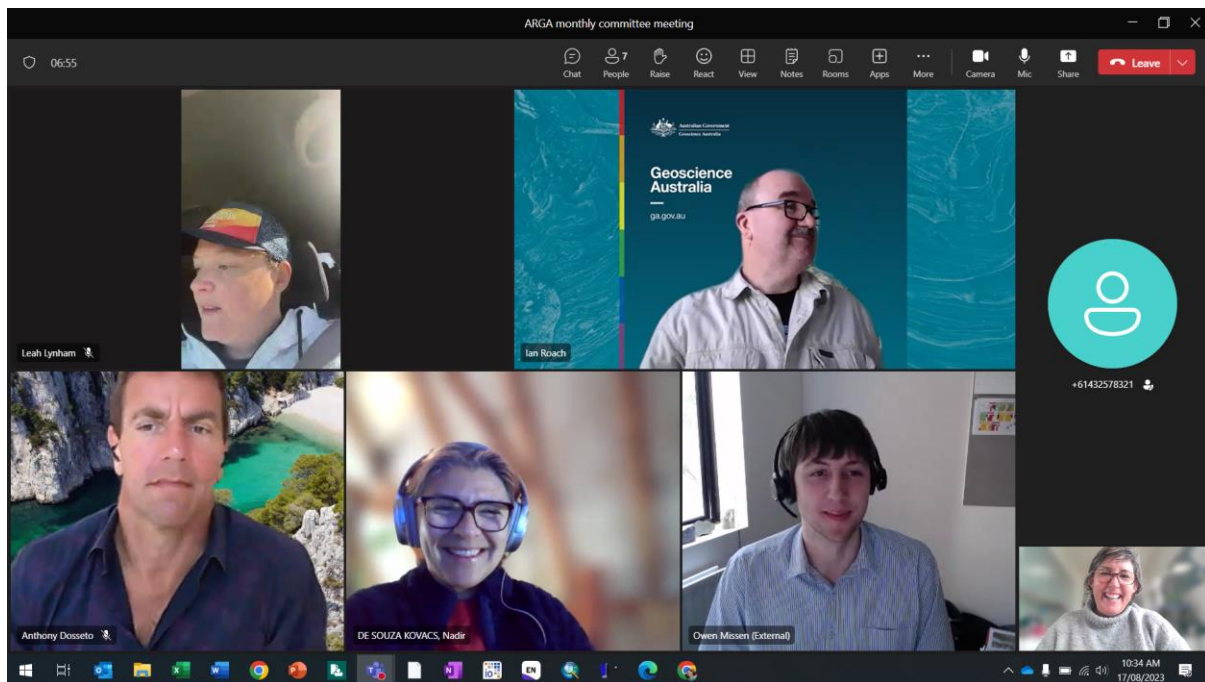 ARGA monthly committee meeting
06:55
Chat
7
People
Raise
React
View
Notes
Rooms
Apps
More
Camera
Mic
Share
Leave
Australian Government
Geoscience Australia
Geoscience
Australia
ga.gov.au
Leah Lynham
Ian Roach
+61432578321
Anthony Dosseto
DE SOUZA KOVACS, Nadir
Owen Missen (External)
EN
10:34 AM
17/08/2023